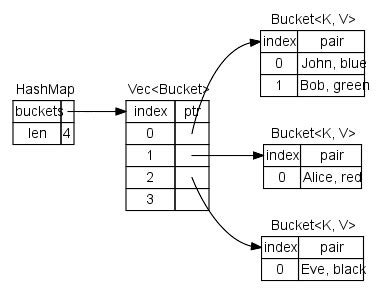 HashMap
buckets
len 4
Vec<Bucket>
index ptr
0
1
2
3
Bucket<K, V>
index pair
0 John, blue
1 Bob, green
Bucket<K, V>
index pair
0 Alice, red
Bucket<K, V>
index pair
0 Eve, black